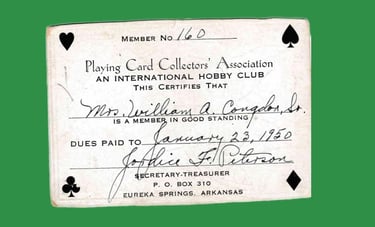 MEMBER NO 160
Playing Card Collectors' Association
AN INTERNATIONAL HOBBY CLUB
THIS CERTIFIES THAT
Mrs. William A. Congdon, Sr.
IS A MEMBER IN GOOD STANDING
DUES PAID TO January 23, 1950
F. Peterson
SECRETARY-TREASURER
P. O. BOX 310
EUREKA SPRINGS, ARKANSAS